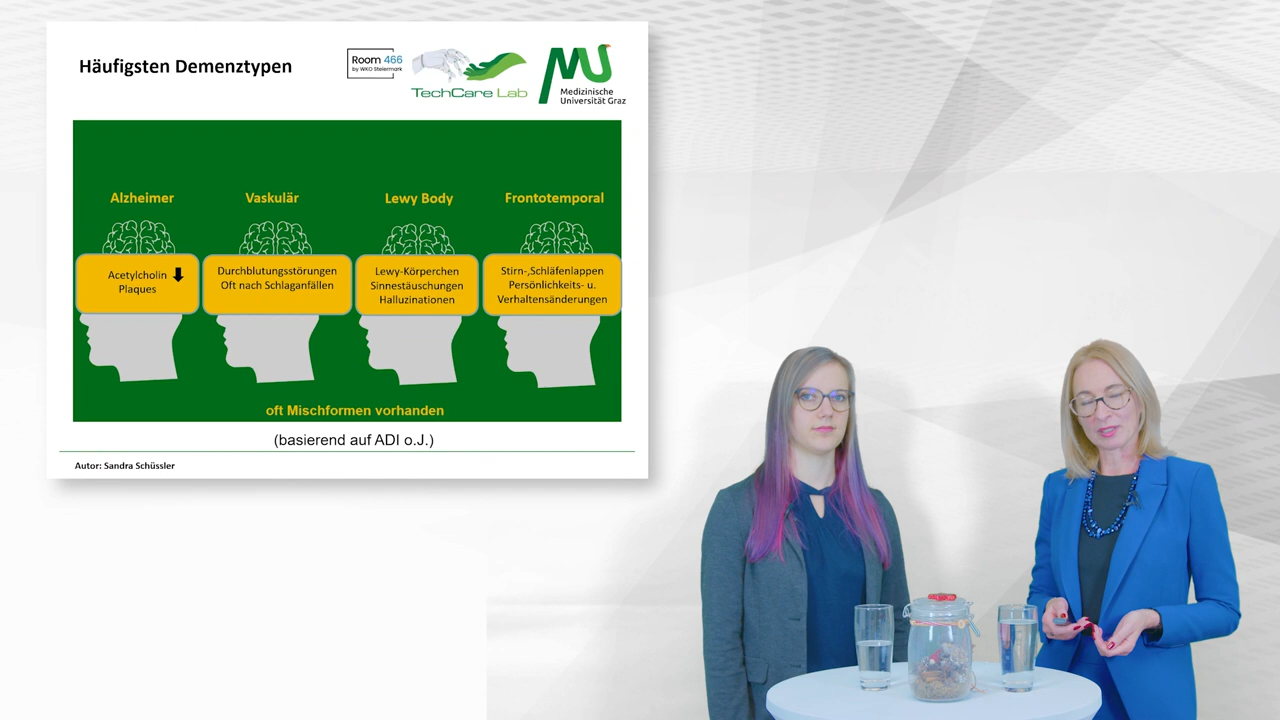 Häufigsten Demenztypen
Room 466
by WKO Steiermark
TechCare Lab
Medizinische
Universität Graz
Alzheimer
Vaskulär
Lewy Body
Frontotemporal
Acetylcholin
Plaques
Durchblutungsstörungen
Oft nach Schlaganfällen
Lewy-Körperchen
Sinnestäuschungen
Halluzinationen
Stirn-,Schläfenlappen
Persönlichkeits- u.
Verhaltensänderungen
oft Mischformen vorhanden
(basierend auf ADI o.J.)
Autor: Sandra Schüssler